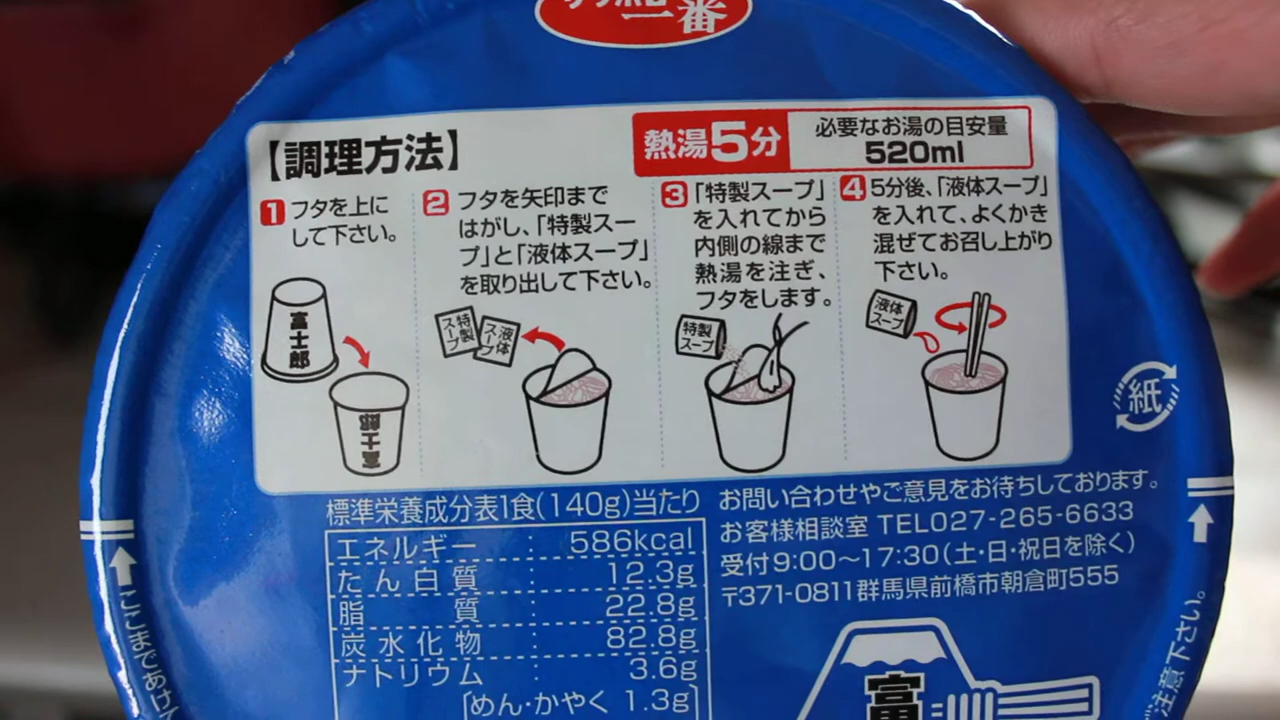 サッポロ一番
【調理方法】
熱湯5分
必要なお湯の目安量
520ml
1 フタを上に
して下さい。
富士郎
富士郎
2 フタを矢印まで
はがし、「特製スー
プ」と「液体スープ」
を取り出して下さい。
特製
スープ
液体
スープ
3 「特製スープ」
を入れてから
内側の線まで
熱湯を注ぎ、
フタをします。
特製
スープ
4 5分後、「液体スープ」
を入れて、よくかき
混ぜてお召し上がり
下さい。
液体
スープ
紙
標準栄養成分表1食(140g)当たり
エネルギー : 586kcal
たん白質 : 12.3g
脂質 : 22.8g
炭水化物 : 82.8g
ナトリウム : 3.6g
[めん・かやく 1.3g
お問い合わせやご意見をお待ちしております。
お客様相談室 TEL027-265-6633
受付9:00〜17:30(土・日・祝日を除く)
〒371-0811群馬県前橋市朝倉町555
富
ここまであけて
注意下さい。